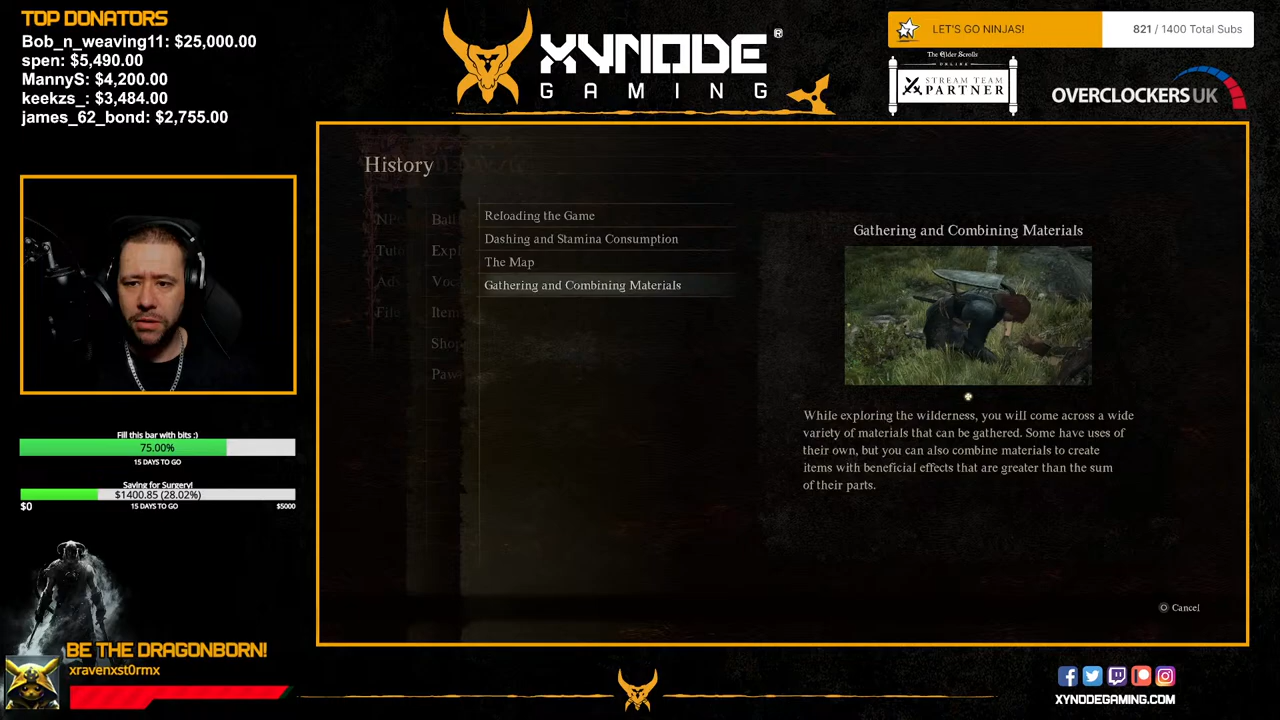 TOP DONATORS
Bob_n_weaving11: $25,000.00
spen: $5,490.00
MannyS: $4,200.00
keekzs_: $3,484.00
james_62_bond: $2,755.00
XYNODE®
GAMING
LET'S GO NINJAS!
821 / 1400 Total Subs
The Elder Scrolls
ONLINE
STREAM TEAM
PARTNER
OVERCLOCKERS UK
History
Reloading the Game
Dashing and Stamina Consumption
The Map
Gathering and Combining Materials
Gathering and Combining Materials
While exploring the wilderness, you will come across a wide
variety of materials that can be gathered. Some have uses of
their own, but you can also combine materials to create
items with beneficial effects that are greater than the sum
of their parts.
Cancel
Fill this bar with bits :)
75.00%
15 DAYS TO GO
Saving for Surgery!
$1400.85 (28.02%)
$0
15 DAYS TO GO
$5000
BE THE DRAGONBORN!
xravenxst0rmx
XYNODEGAMING.COM